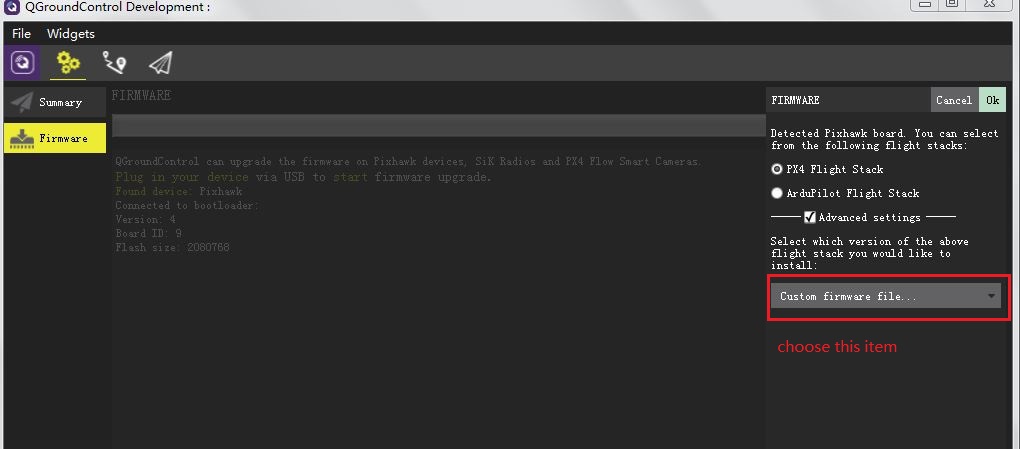 QGroundControl Development :
File Widgets
Summary
Firmware
FIRMWARE
QGroundControl can upgrade the firmware on Pixhawk devices, SiK Radios and PX4 Flow Smart Cameras.
Plug in your device via USB to start firmware upgrade.
Found device: Pixhawk
Connected to bootloader:
Version: 4
Board ID: 9
Flash size: 2080768
FIRMWARE Cancel Ok
Detected Pixhawk board. You can select
from the following flight stacks:
PX4 Flight Stack
ArduPilot Flight Stack
Advanced settings
Select which version of the above
flight stack you would like to
install:
Custom firmware file...
choose this item